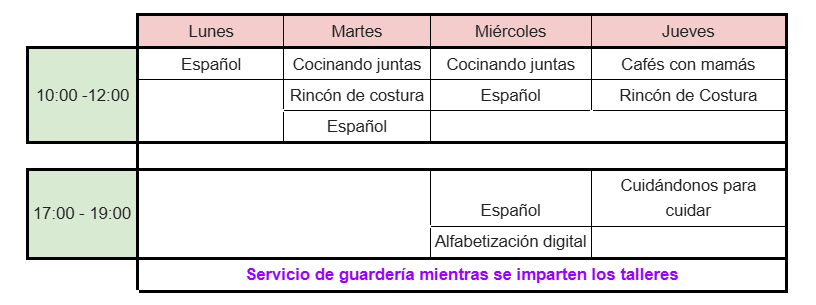 Lunes Martes Miércoles Jueves
Español Cocinando juntas Cocinando juntas Cafés con mamás
10:00 -12:00 Rincón de costura Español Rincón de Costura
Español
Cuidándonos para
17:00 - 19:00 Español cuidar
Alfabetización digital
Servicio de guardería mientras se imparten los talleres